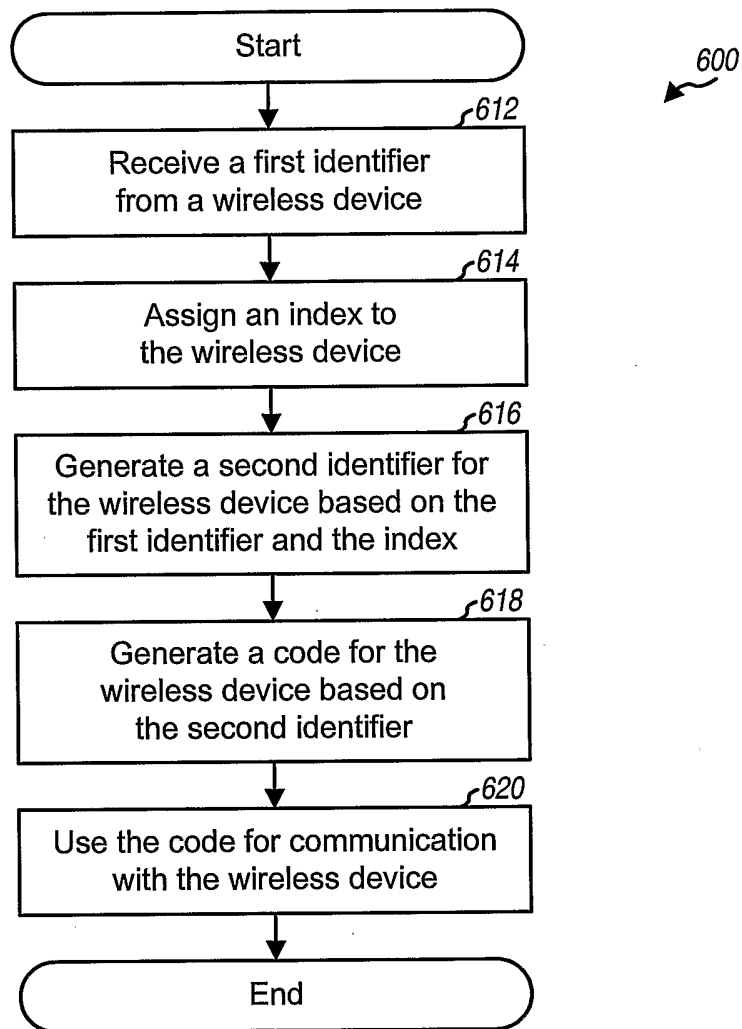 Start
600
612
Receive a first identifier
from a wireless device
614
Assign an index to
the wireless device
616
Generate a second identifier for
the wireless device based on the
first identifier and the index
618
Generate a code for the
wireless device based on
the second identifier
620
Use the code for communication
with the wireless device
End